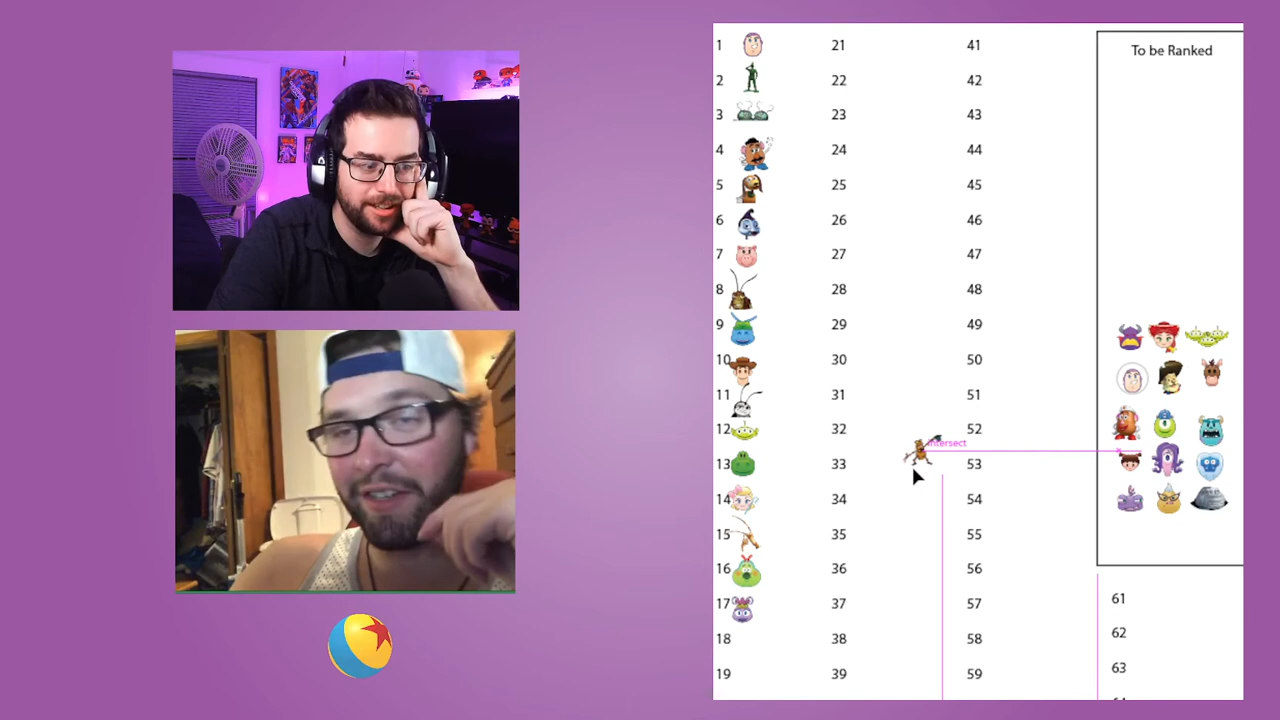 1 21 41 To be Ranked
2 22 42
3 23 43
4 24 44
5 25 45
6 26 46
7 27 47
8 28 48
9 29 49
10 30 50
11 31 51
12 32 52
intersect
13 33 53
14 34 54
15 35 55
16 36 56
17 37 57 61
18 38 58 62
19 39 59 63